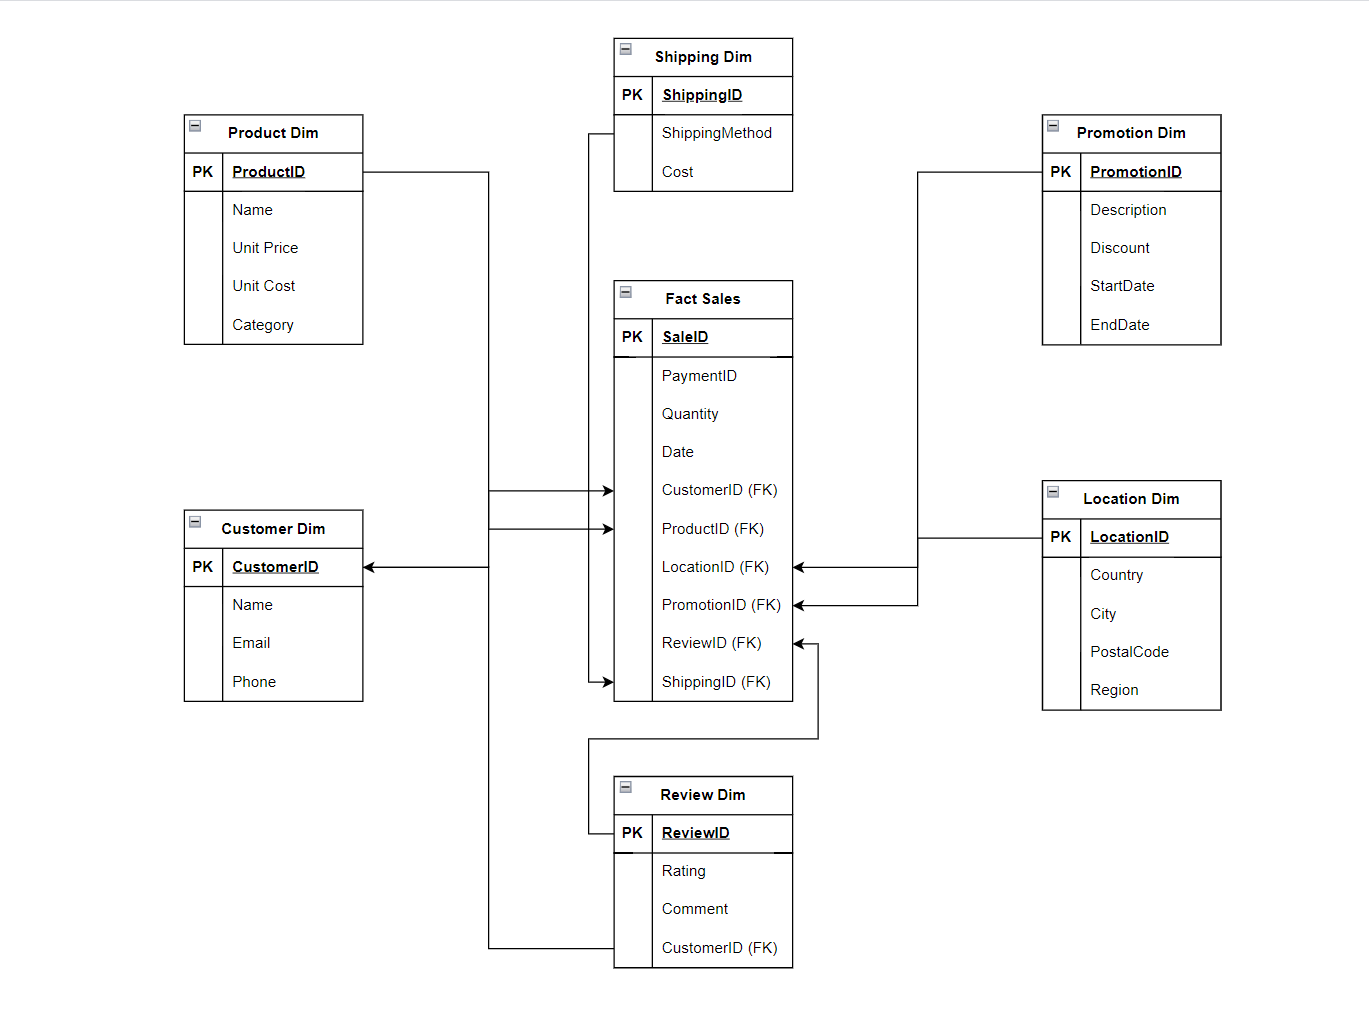 Shipping Dim
PK ShippingID
ShippingMethod
Cost
Product Dim
PK ProductID
Name
Unit Price
Unit Cost
Category
Promotion Dim
PK PromotionID
Description
Discount
StartDate
EndDate
Fact Sales
PK SaleID
PaymentID
Quantity
Date
CustomerID (FK)
ProductID (FK)
LocationID (FK)
PromotionID (FK)
ReviewID (FK)
ShippingID (FK)
Customer Dim
PK CustomerID
Name
Email
Phone
Location Dim
PK LocationID
Country
City
PostalCode
Region
Review Dim
PK ReviewID
Rating
Comment
CustomerID (FK)